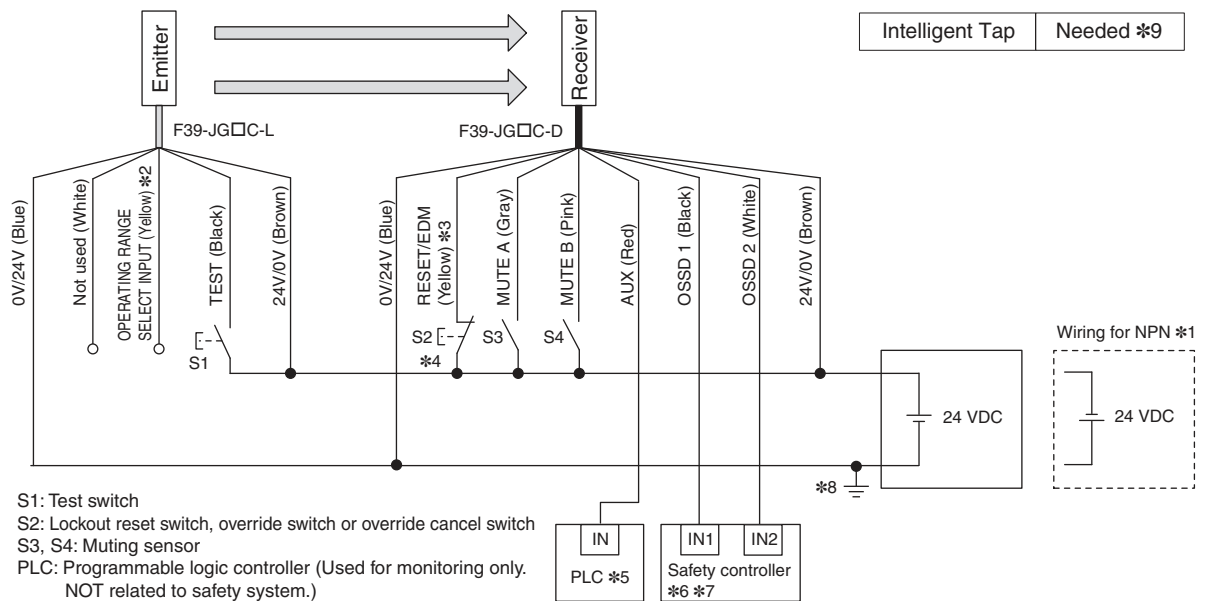 Emitter
Receiver
Intelligent Tap
Needed ✱9
F39-JG□C-L
F39-JG□C-D
0V/24V (Blue)
Not used (White)
OPERATING RANGE
SELECT INPUT (Yellow) ✱2
TEST (Black)
24V/0V (Brown)
0V/24V (Blue)
RESET/EDM
(Yellow) ✱3
MUTE A (Gray)
MUTE B (Pink)
AUX (Red)
OSSD 1 (Black)
OSSD 2 (White)
24V/0V (Brown)
S1
S2
✱4
S3
S4
Wiring for NPN ✱1
24 VDC
24 VDC
✱8
S1: Test switch
S2: Lockout reset switch, override switch or override cancel switch
S3, S4: Muting sensor
PLC: Programmable logic controller (Used for monitoring only.
NOT related to safety system.)
IN
PLC ✱5
IN1
IN2
Safety controller
✱6 ✱7